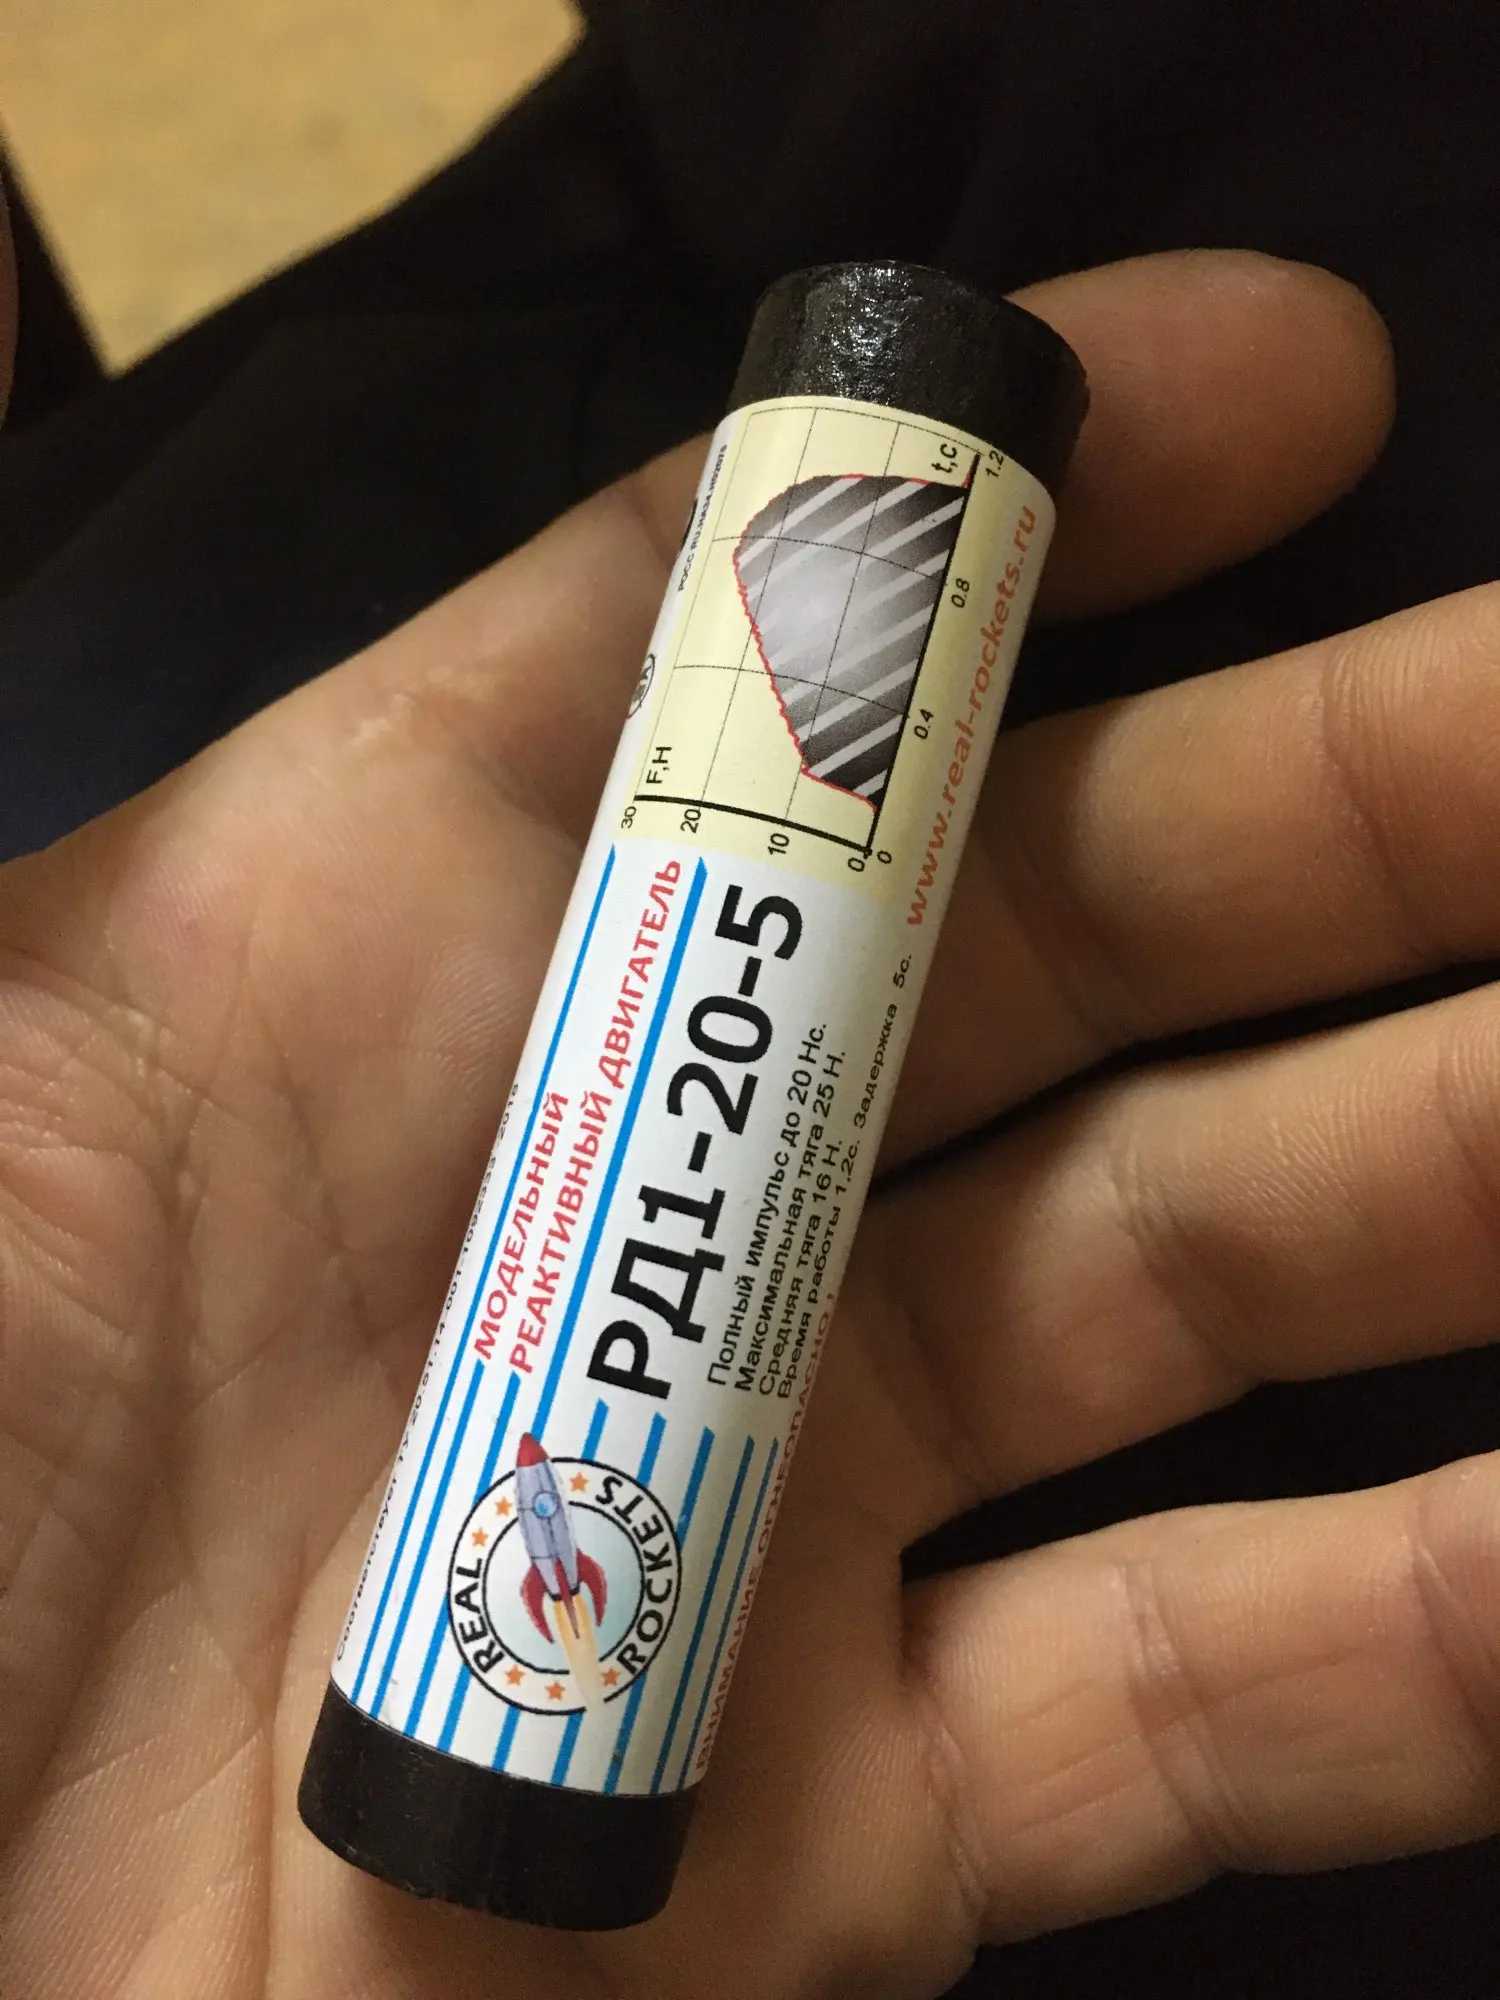 МОДЕЛЬНЫЙ
РЕАКТИВНЫЙ ДВИГАТЕЛЬ
РД1-20-5
Полный импульс до 20 Нс.
Максимальная тяга 25 Н.
Средняя тяга 16 Н.
Время работы 1.2с. Задержка 5с.
ВНИМАНИЕ ОГНЕОПАСНО!
www.real-rockets.ru
REAL ROCKETS
F,Н
30
20
10
0
0
0.4
0.8
1.2
t,c
Соответствует ТУ